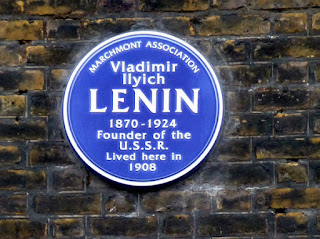 MARCHMONT ASSOCIATION
Vladimir
Ilyich
LENIN
1870-1924
Founder of the
U.S.S.R.
Lived here in
1908